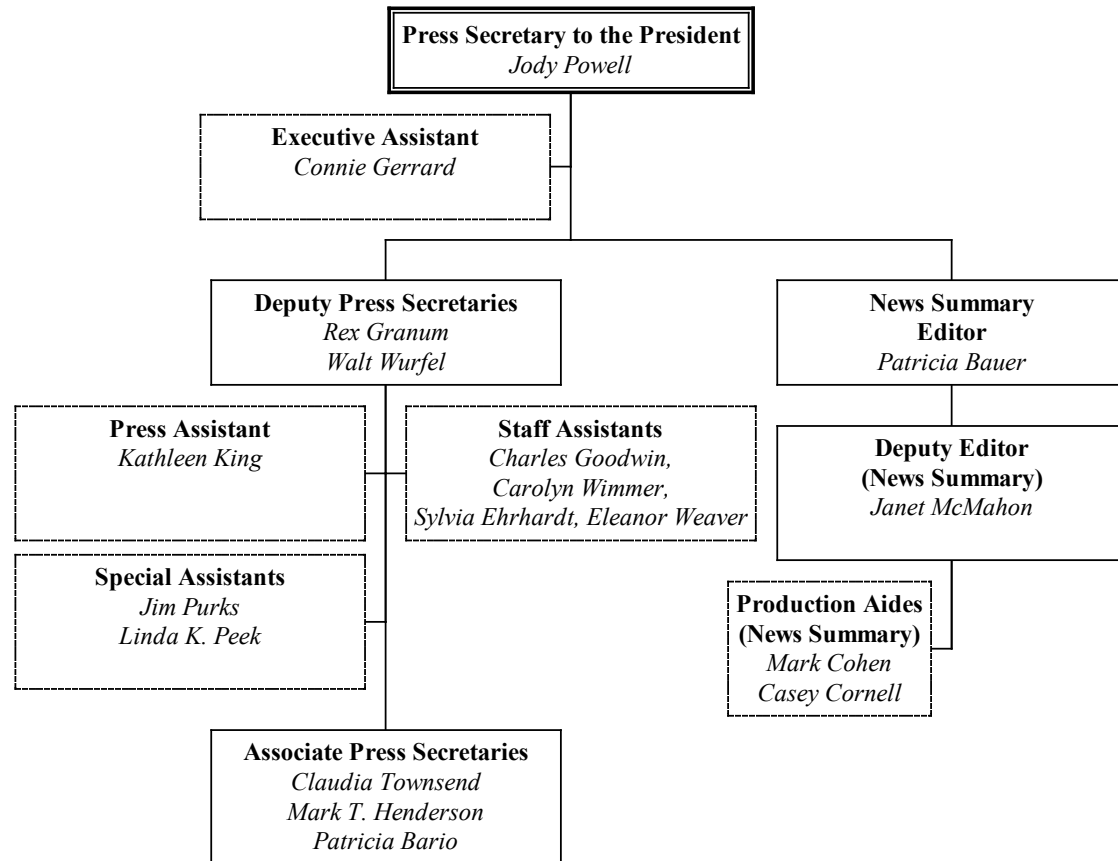 Press Secretary to the President
Jody Powell
Executive Assistant
Connie Gerrard
Deputy Press Secretaries
Rex Granum
Walt Wurfel
News Summary
Editor
Patricia Bauer
Press Assistant
Kathleen King
Staff Assistants
Charles Goodwin,
Carolyn Wimmer,
Sylvia Ehrhardt, Eleanor Weaver
Deputy Editor
(News Summary)
Janet McMahon
Special Assistants
Jim Purks
Linda K. Peek
Production Aides
(News Summary)
Mark Cohen
Casey Cornell
Associate Press Secretaries
Claudia Townsend
Mark T. Henderson
Patricia Bario